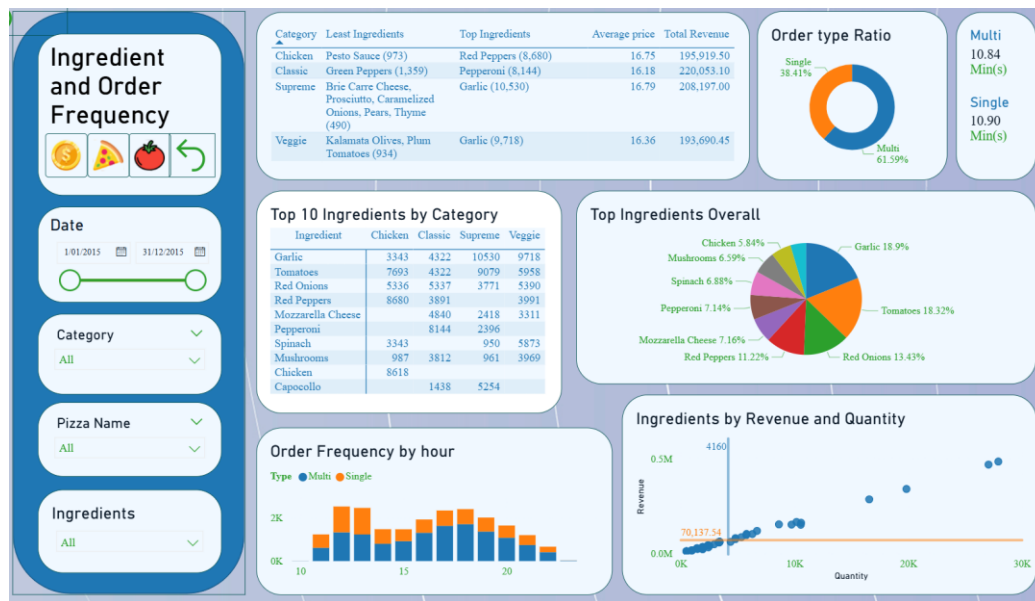 Ingredient
and Order
Frequency
Date
1/01/2015 31/12/2015
Category
All
Pizza Name
All
Ingredients
All
Category Least Ingredients Top Ingredients Average price Total Revenue
Chicken Pesto Sauce (973) Red Peppers (8,680) 16.75 195,919.50
Classic Green Peppers (1,359) Pepperoni (8,144) 16.18 220,053.10
Supreme Brie Carre Cheese, Garlic (10,530) 16.79 208,197.00
Prosciutto, Caramelized
Onions, Pears, Thyme
(490)
Veggie Kalamata Olives, Plum Garlic (9,718) 16.36 193,690.45
Tomatoes (934)
Order type Ratio
Single
38.41%
Multi
61.59%
Multi
10.84
Min(s)
Single
10.90
Min(s)
Top 10 Ingredients by Category
Ingredient Chicken Classic Supreme Veggie
Garlic 3343 4322 10530 9718
Tomatoes 7693 4322 9079 5958
Red Onions 5336 5337 3771 5390
Red Peppers 8680 3891 3991
Mozzarella Cheese 4840 2418 3311
Pepperoni 8144 2396
Spinach 3343 950 5873
Mushrooms 987 3812 961 3969
Chicken 8618
Capocollo 1438 5254
Top Ingredients Overall
Chicken 5.84%
Mushrooms 6.59%
Spinach 6.88%
Pepperoni 7.14%
Mozzarella Cheese 7.16%
Red Peppers 11.22%
Garlic 18.9%
Tomatoes 18.32%
Red Onions 13.43%
Order Frequency by hour
Type Multi Single
2K
0K
10 15 20
Ingredients by Revenue and Quantity
4160
0.5M
Revenue
70,137.54
0.0M
0K 10K 20K 30K
Quantity